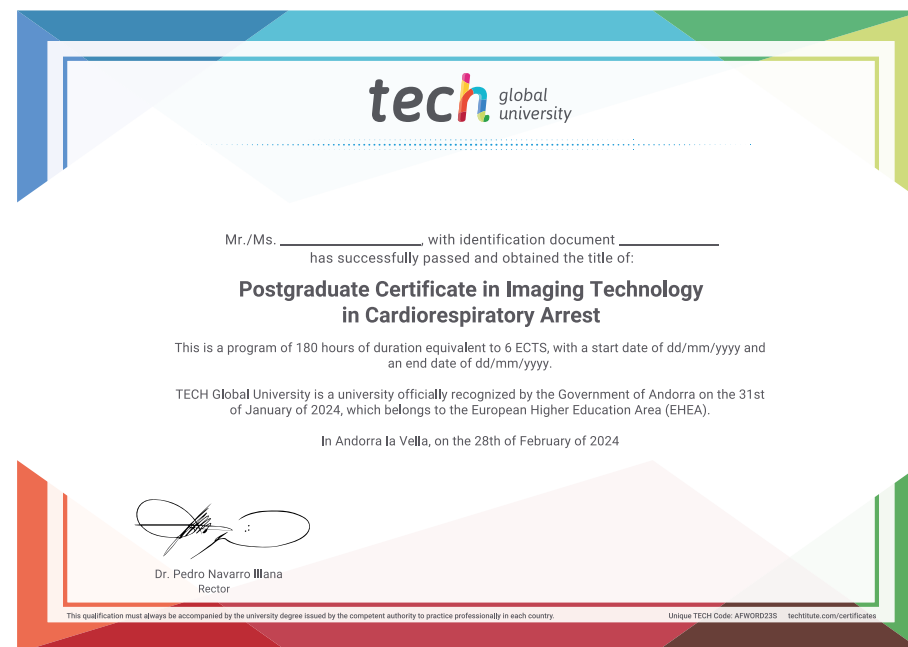 tech global
university
Mr./Ms. ____________________, with identification document ______________
has successfully passed and obtained the title of:
Postgraduate Certificate in Imaging Technology
in Cardiorespiratory Arrest
This is a program of 180 hours of duration equivalent to 6 ECTS, with a start date of dd/mm/yyyy and
an end date of dd/mm/yyyy.
TECH Global University is a university officially recognized by the Government of Andorra on the 31st
of January of 2024, which belongs to the European Higher Education Area (EHEA).
In Andorra la Vella, on the 28th of February of 2024
Dr. Pedro Navarro Illana
Rector
This qualification must always be accompanied by the university degree issued by the competent authority to practice professionally in each country.
Unique TECH Code: AFWORD23S techtitute.com/certificates